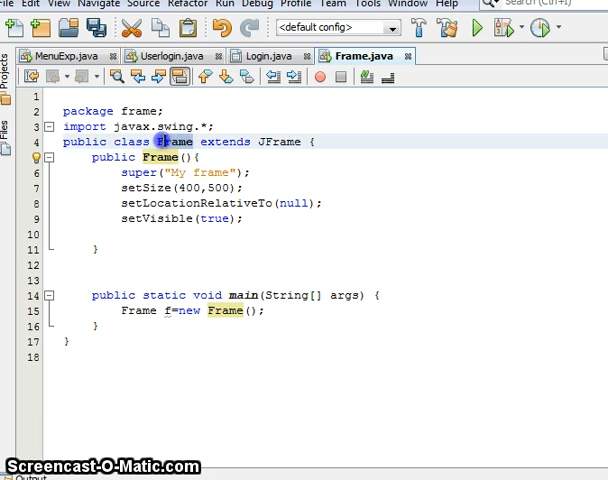 File Edit View Navigate Source Refactor Run Debug Profile Team Tools Window Help
<default config>
MenuExp.java Userlogin.java Login.java Frame.java
Projects
Files
1
2 package frame;
3 import javax.swing.*;
4 public class Frame extends JFrame {
public Frame(){
6 super("My frame");
7 setSize(400,500);
8 setLocationRelativeTo(null);
9 setVisible(true);
10
11 }
12
13
14 public static void main(String[] args) {
15 Frame f=new Frame();
16 }
17 }
18
Screencast-O-Matic.com
Output